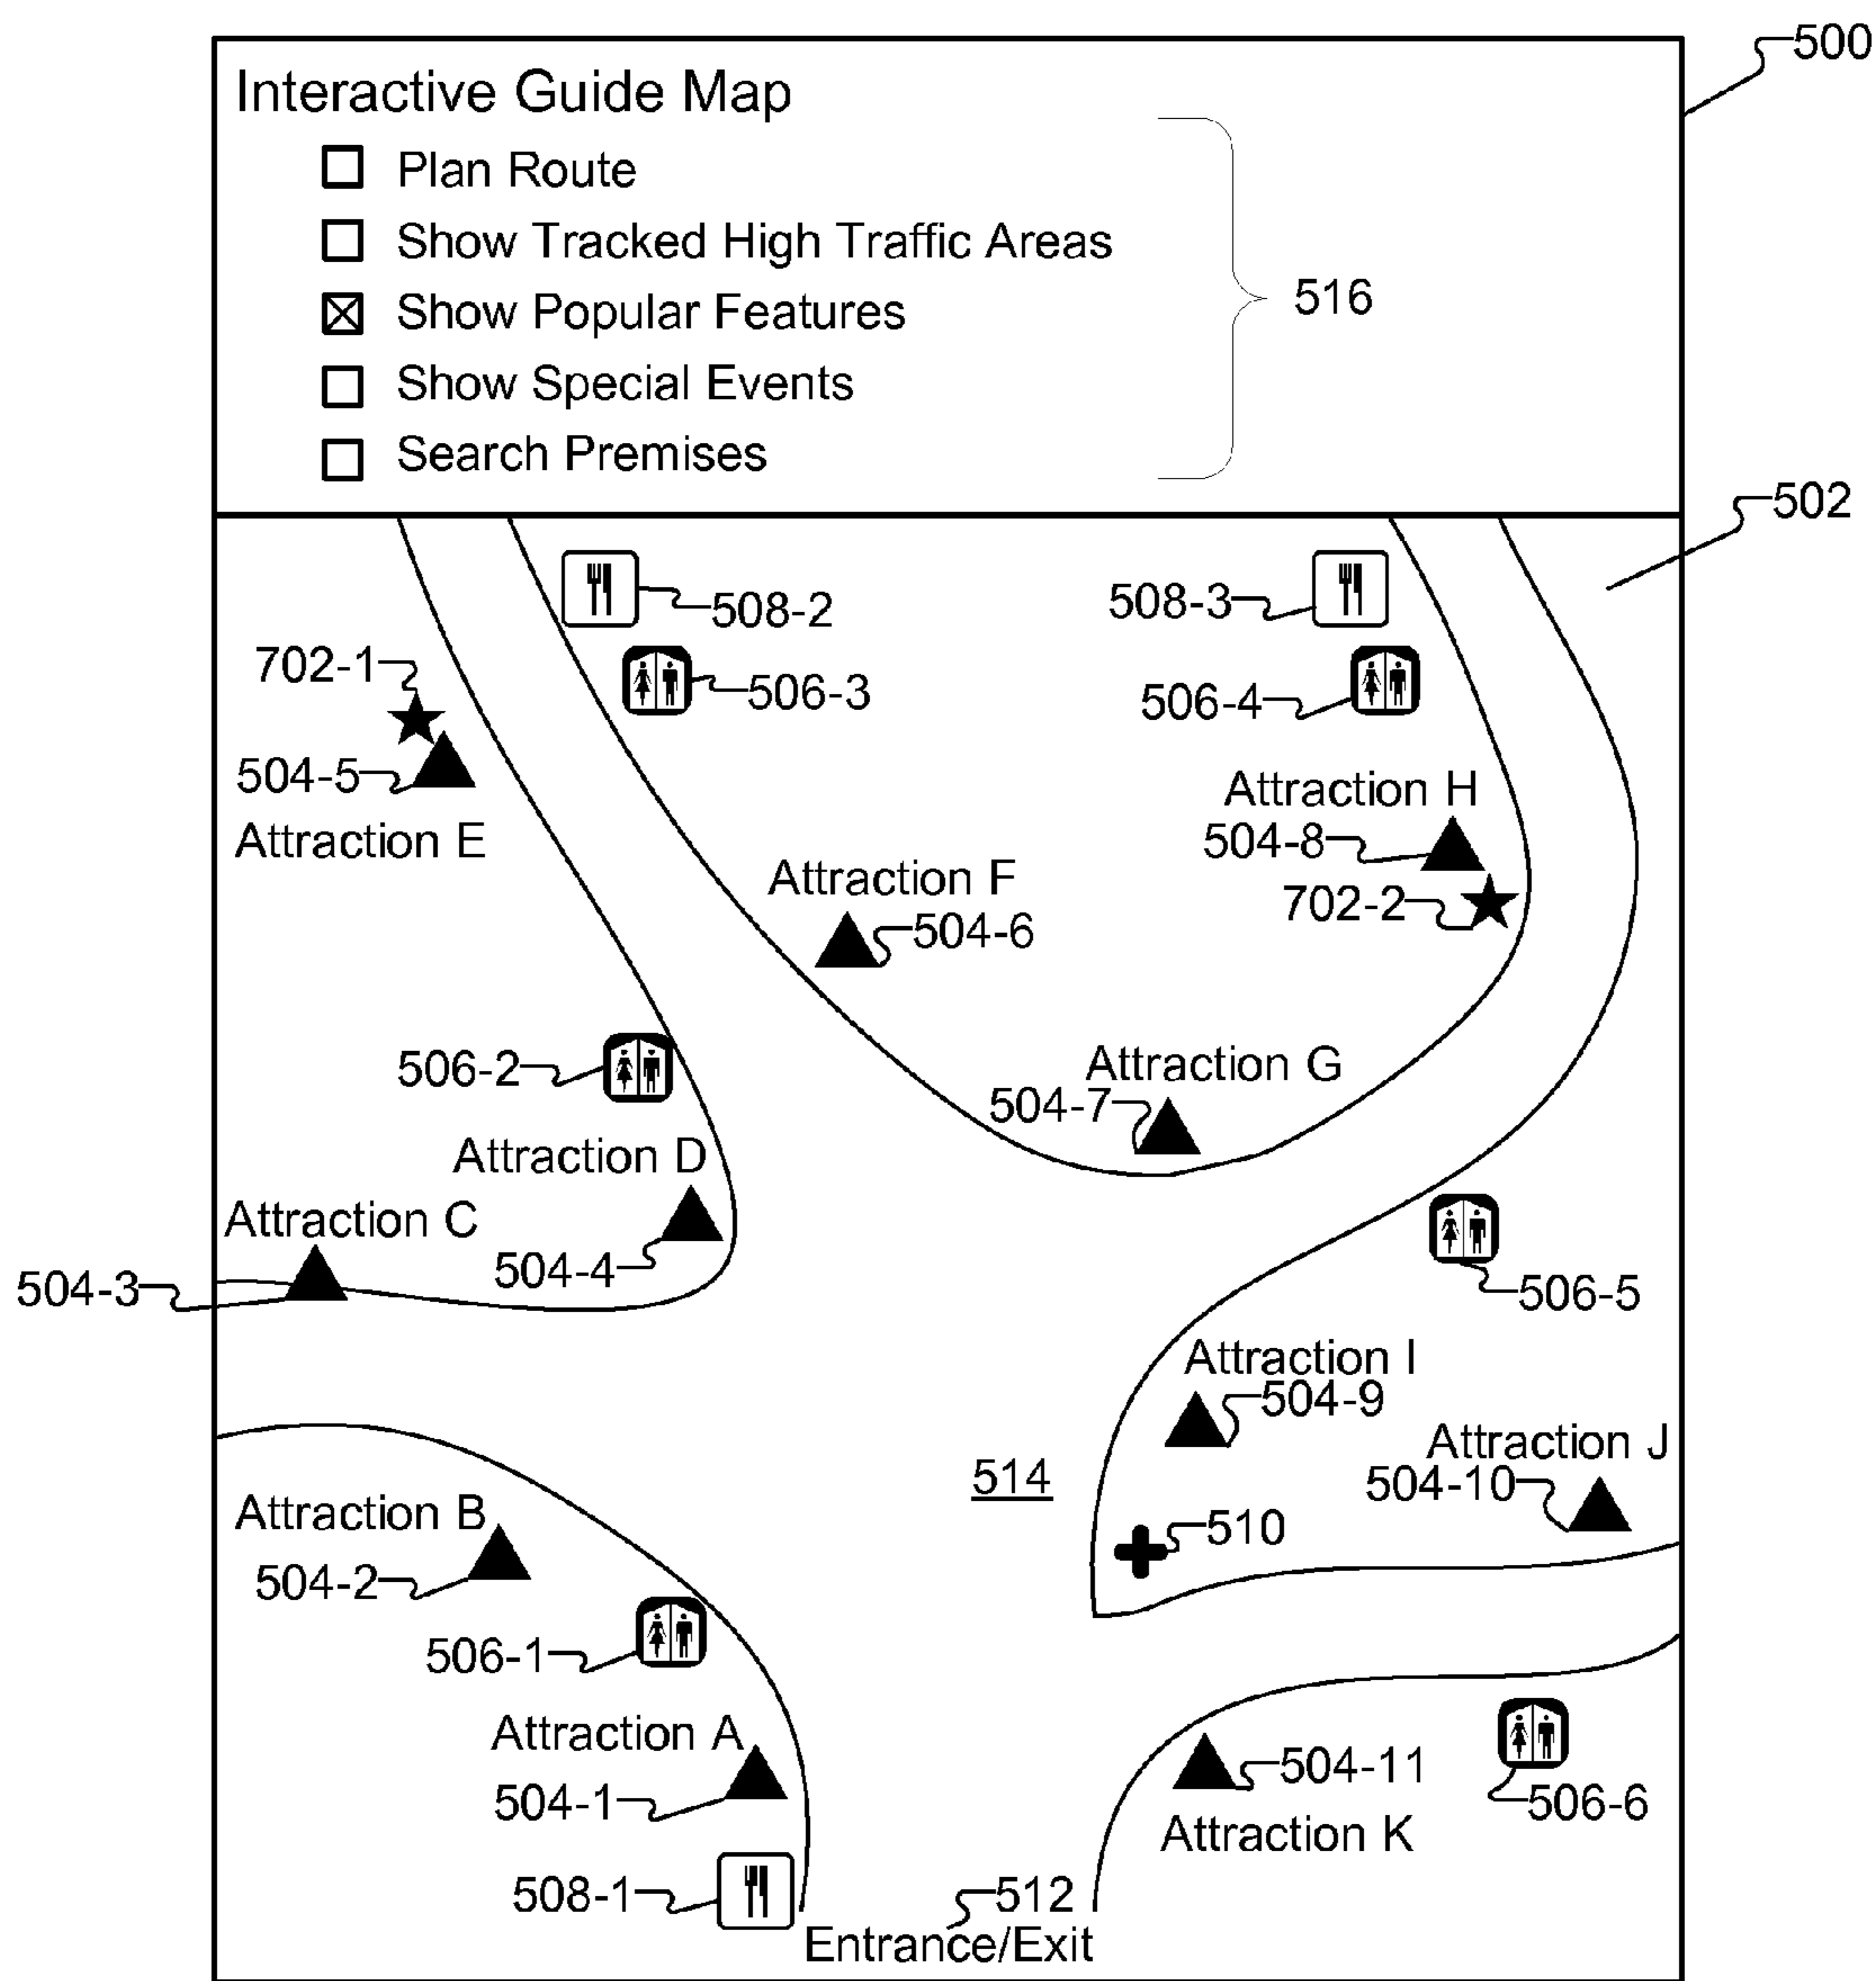 500
Interactive Guide Map
Plan Route
Show Tracked High Traffic Areas
Show Popular Features
516
Show Special Events
Search Premises
502
508-2
508-3
702-1
506-3
506-4
504-5
Attraction E
Attraction H
504-8
702-2
Attraction F
504-6
506-2
Attraction G
504-7
Attraction D
Attraction C
504-4
504-3
506-5
Attraction I
504-9
Attraction J
504-10
514
510
Attraction B
504-2
506-1
Attraction A
504-1
504-11
506-6
Attraction K
508-1
512
Entrance/Exit